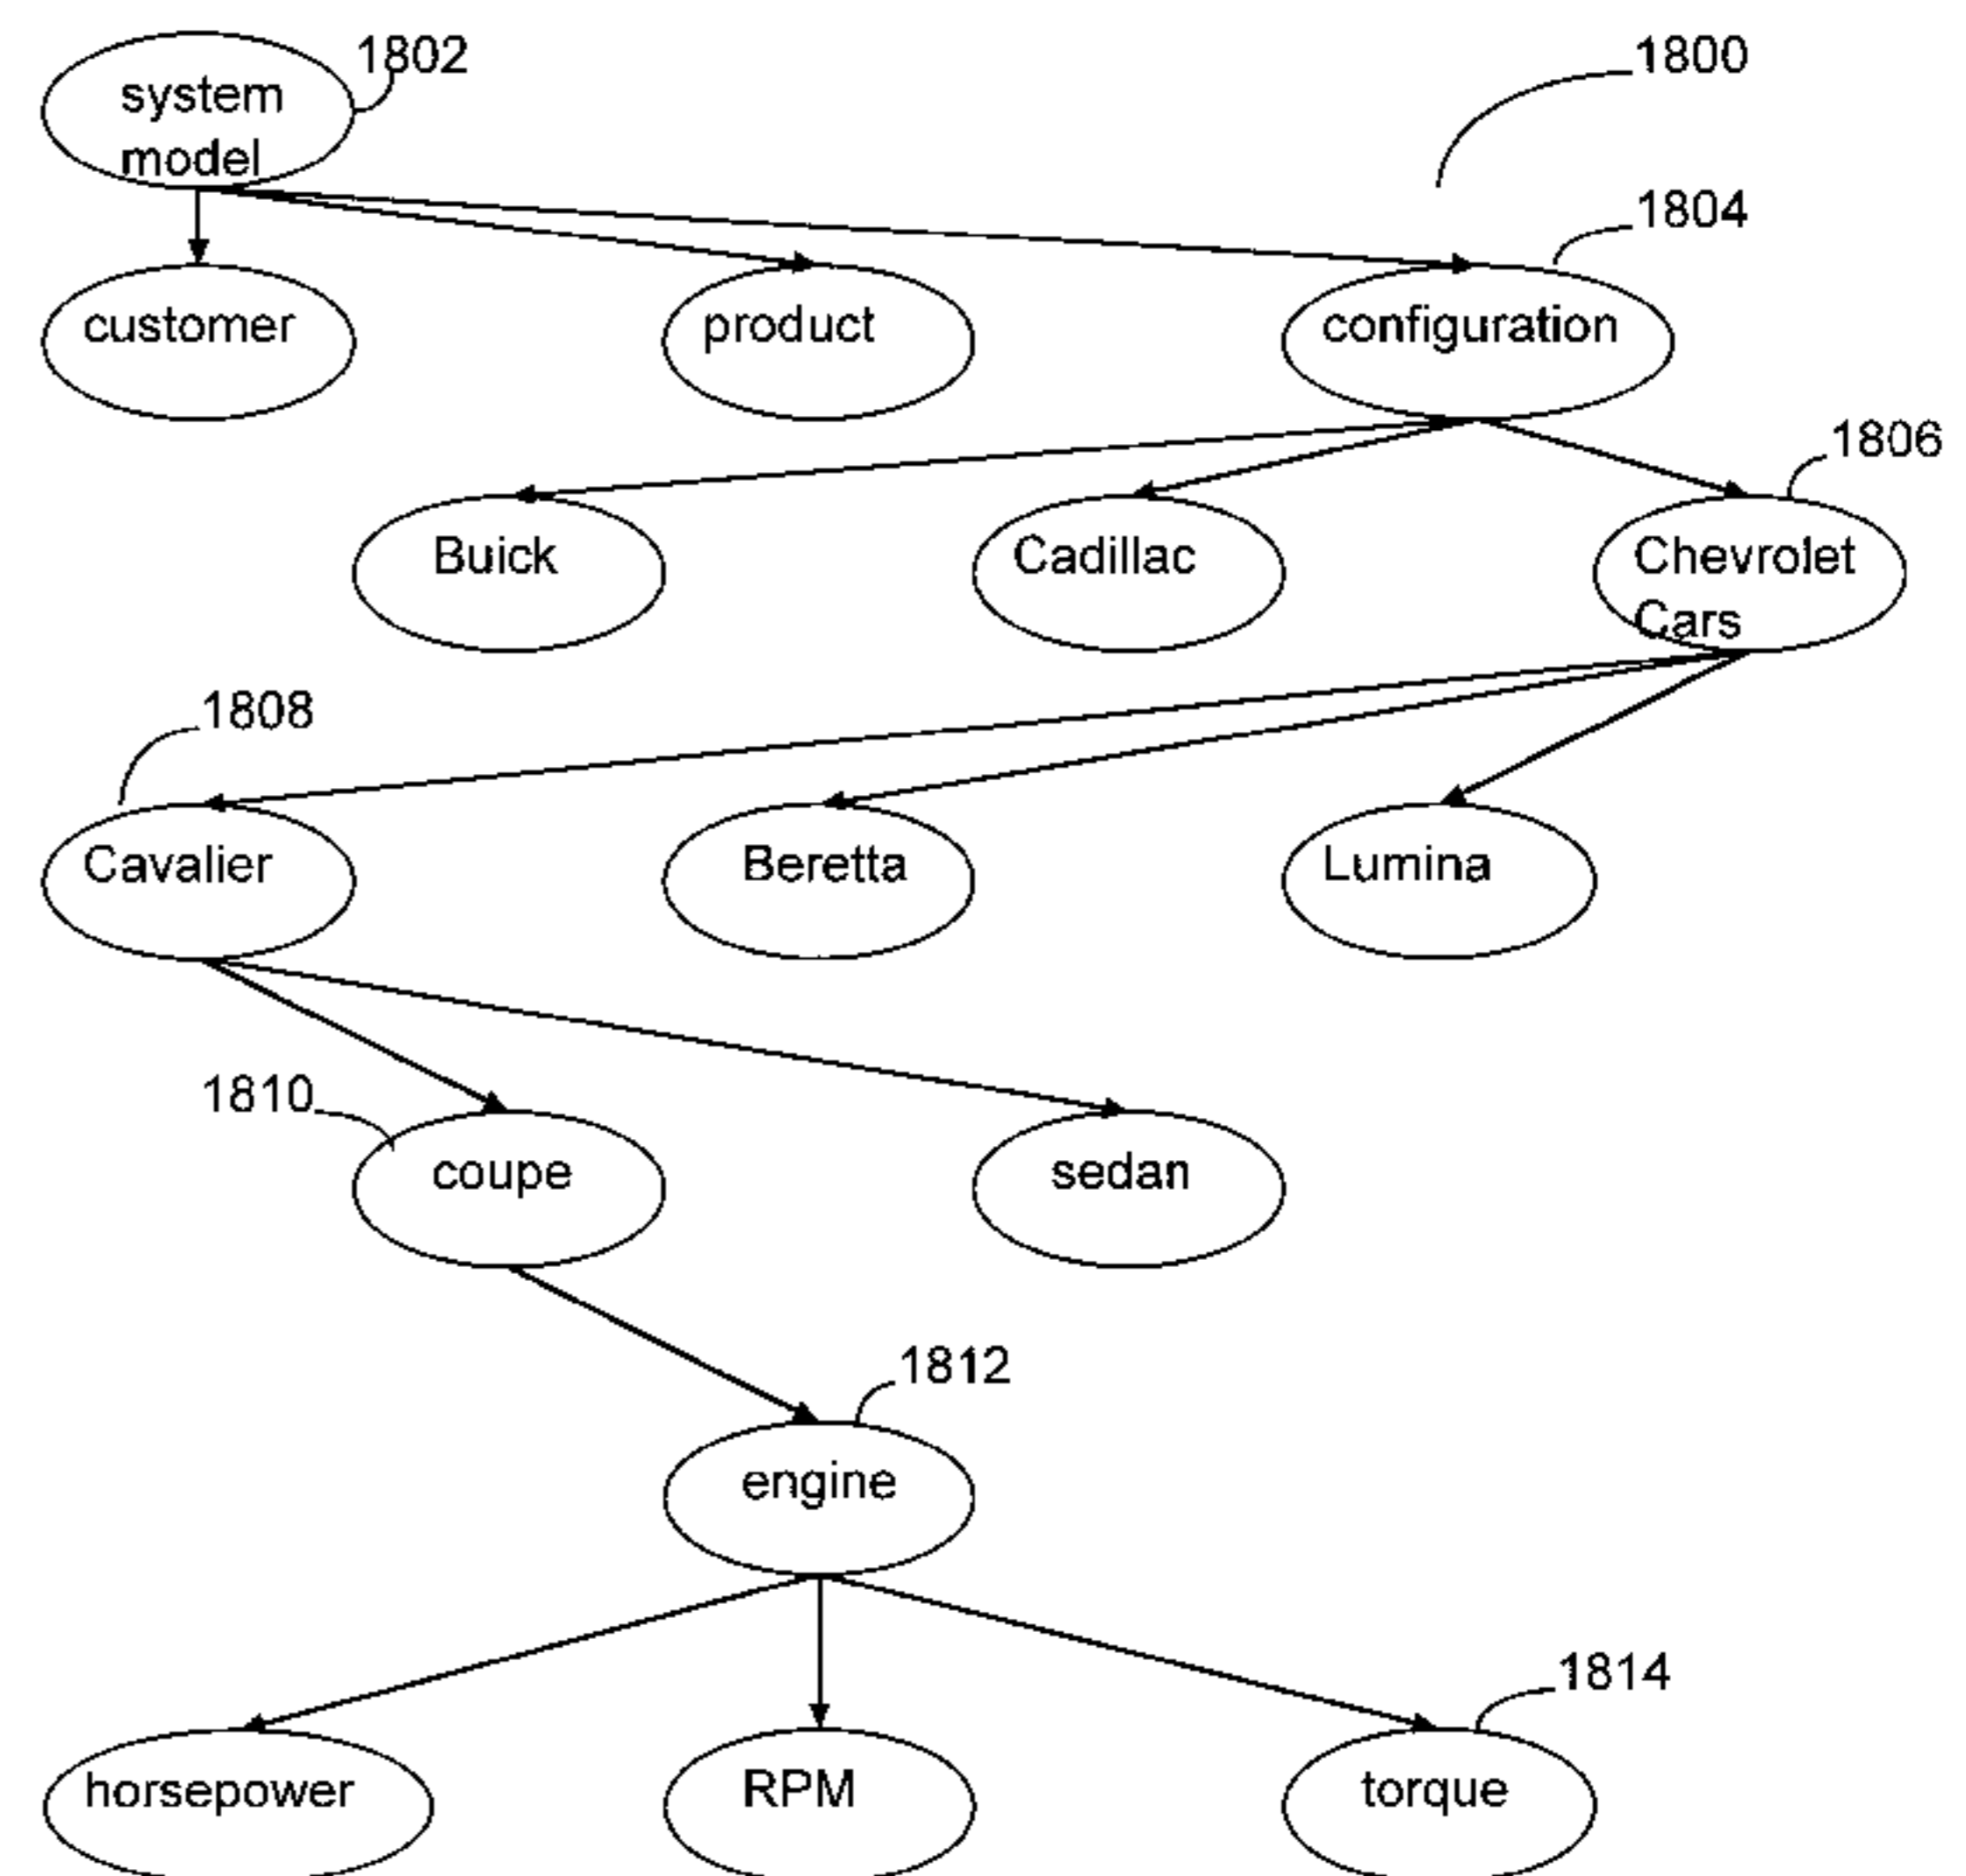 1802
1800
system
model
1804
customer
product
configuration
1806
Buick
Cadillac
Chevrolet
Cars
1808
Cavalier
Beretta
Lumina
1810
coupe
sedan
1812
engine
1814
horsepower
RPM
torque